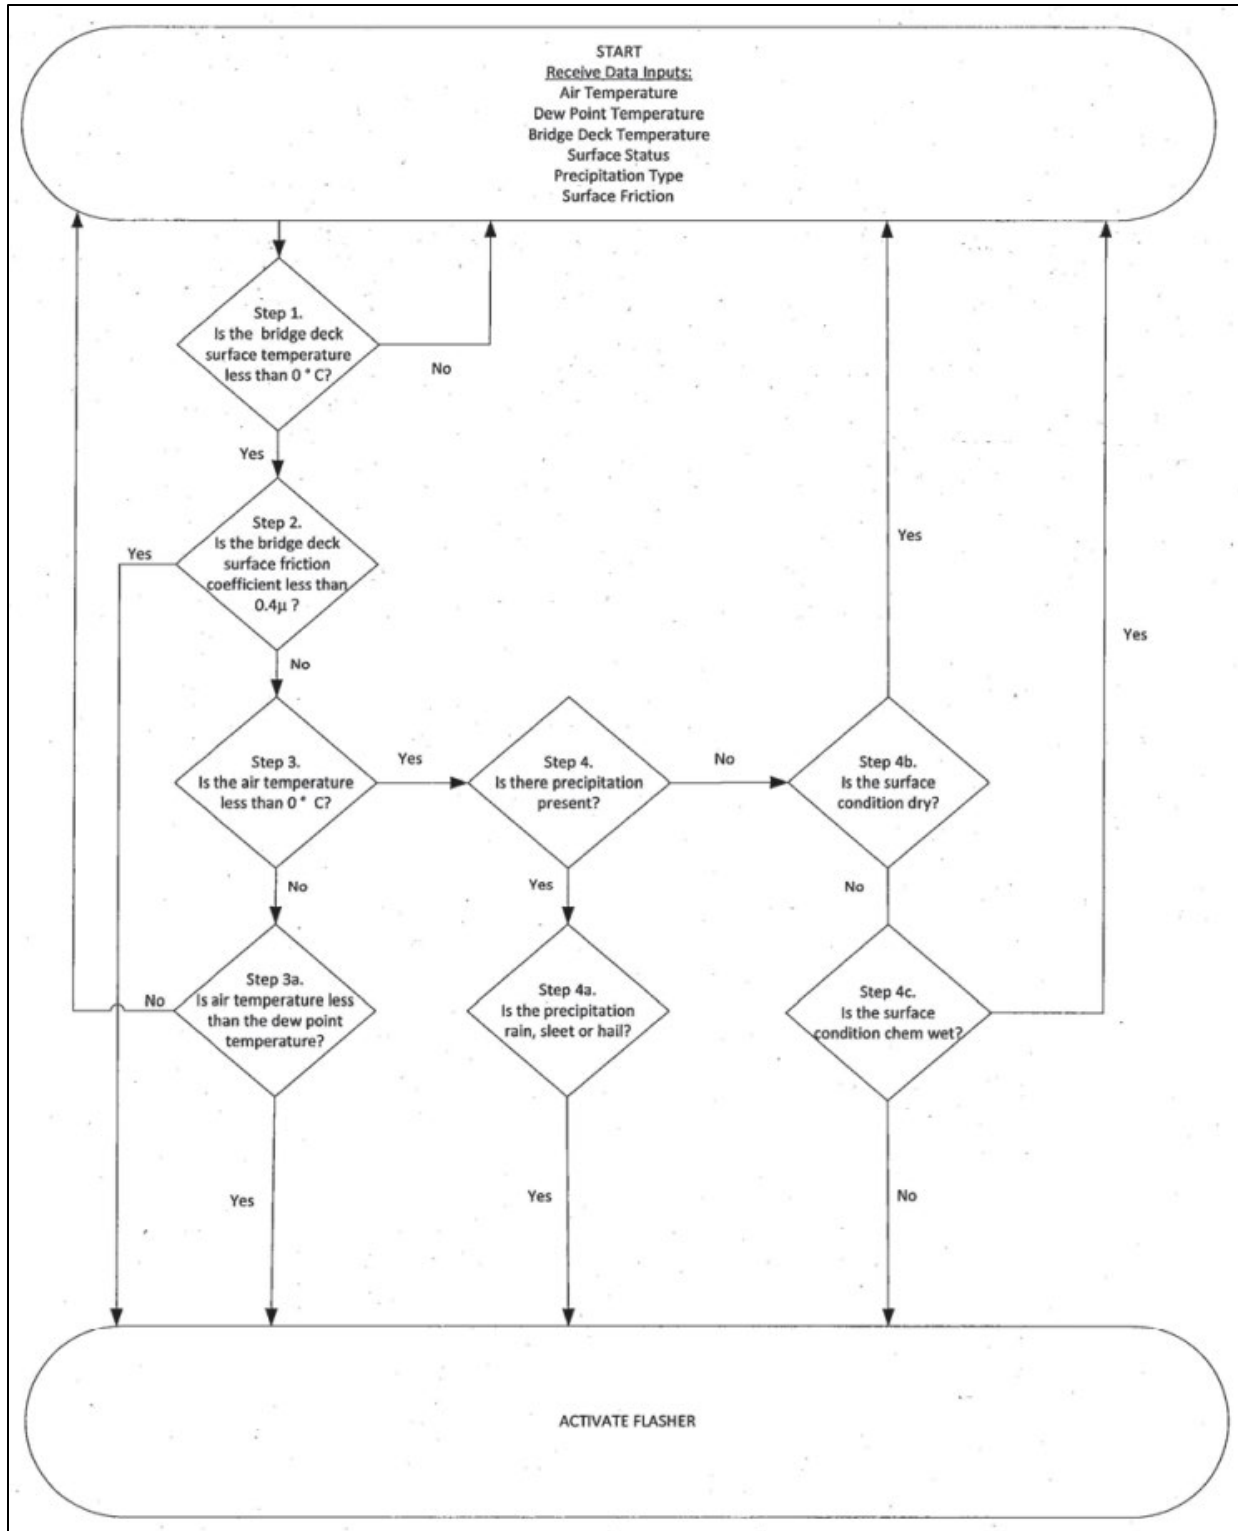 START
Receive Data Inputs:
Air Temperature
Dew Point Temperature
Bridge Deck Temperature
Surface Status
Precipitation Type
Surface Friction
Step 1.
Is the bridge deck
surface temperature
less than 0 ° C?
No
Yes
Step 2.
Is the bridge deck
surface friction
coefficient less than
0.4µ ?
Yes
No
Yes
Yes
Step 3.
Is the air temperature
less than 0 ° C?
Yes
Step 4.
Is there precipitation
present?
No
Step 4b.
Is the surface
condition dry?
No
Yes
No
Step 3a.
Is air temperature less
than the dew point
temperature?
No
Step 4a.
Is the precipitation
rain, sleet or hail?
Step 4c.
Is the surface
condition chem wet?
Yes
Yes
No
ACTIVATE FLASHER